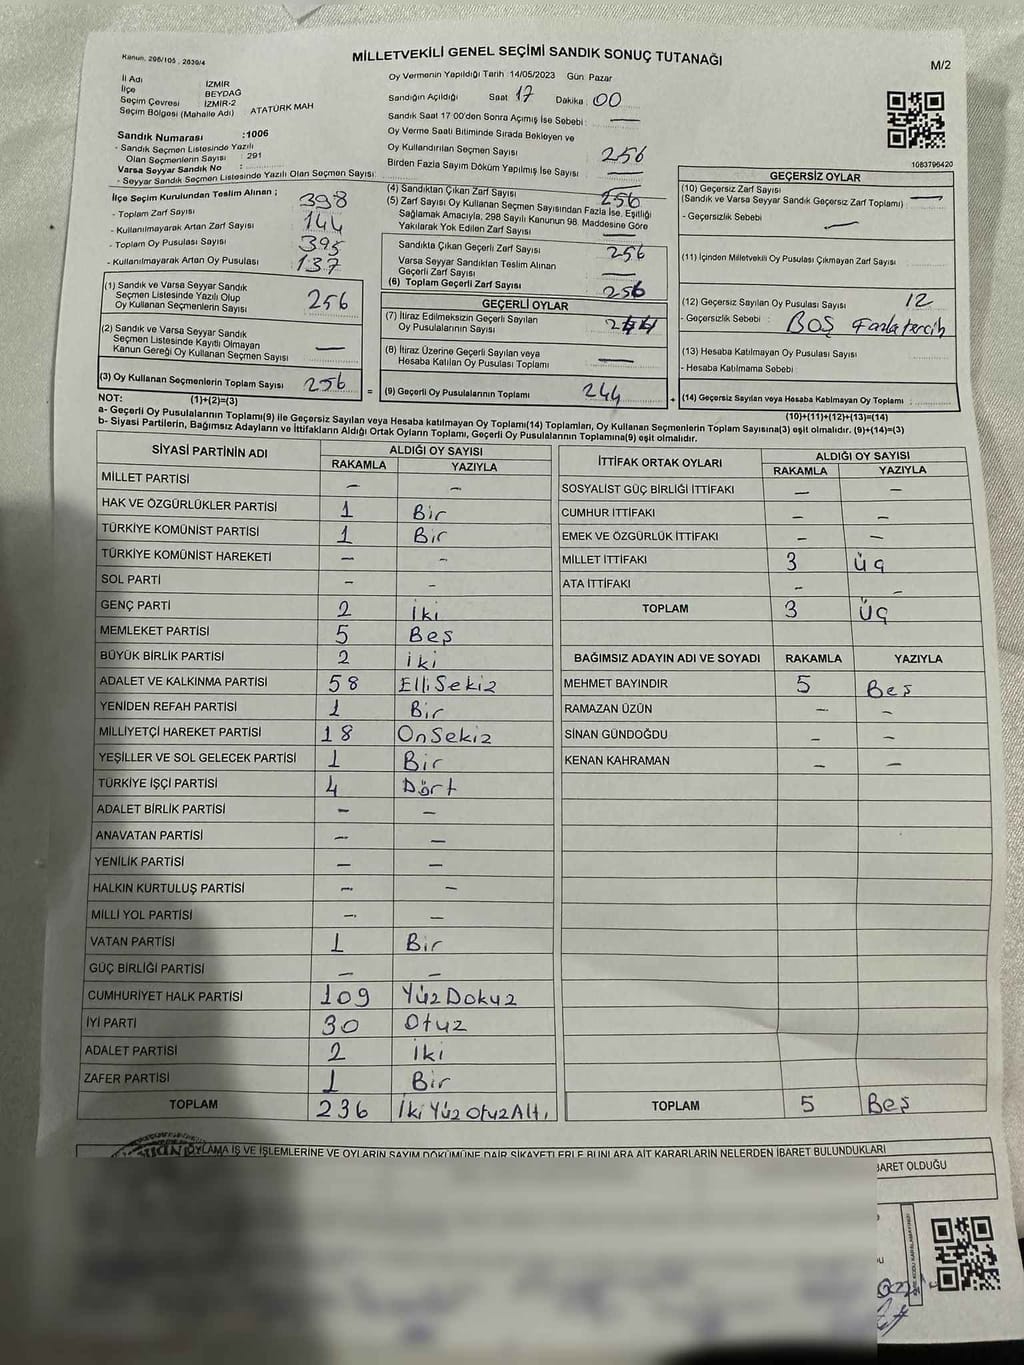 Kanun, 298/105 , 2839/4
MİLLETVEKİLİ GENEL SEÇİMİ SANDIK SONUÇ TUTANAĞI
M/2
İl Adı İZMİR
İlçe BEYDAĞ
Seçim Çevresi İZMİR-2
Seçim Bölgesi (Mahalle Adı) ATATÜRK MAH
Sandık Numarası :1006
- Sandık Seçmen Listesinde Yazılı
Olan Seçmenlerin Sayısı : 291
Varsa Seyyar Sandık No :
- Seyyar Sandık Seçmen Listesinde Yazılı Olan Seçmen Sayısı:
Oy Vermenin Yapıldığı Tarih :14/05/2023 Gün Pazar
Sandığın Açıldığı Saat 17 Dakika 00
Sandık Saat 17 00'den Sonra Açımış İse Sebebi : —
Oy Verme Saati Bitiminde Sırada Bekleyen ve
Oy Kullandırılan Seçmen Sayısı 256
Birden Fazla Sayım Döküm Yapılmış İse Sayısı —
1083796420
İlçe Seçim Kurulundan Teslim Alınan ;
- Toplam Zarf Sayısı 398
- Kullanılmayarak Artan Zarf Sayısı 144
- Toplam Oy Pusulası Sayısı 395
- Kullanılmayarak Artan Oy Pusulası 137
(1) Sandık ve Varsa Seyyar Sandık
Seçmen Listesinde Yazılı Olup
Oy Kullanan Seçmenlerin Sayısı 256
(2) Sandık ve Varsa Seyyar Sandık
Seçmen Listesinde Kayıtlı Olmayan
Kanun Gereği Oy Kullanan Seçmen Sayısı —
(3) Oy Kullanan Seçmenlerin Toplam Sayısı 256 =
(4) Sandıktan Çıkan Zarf Sayısı 256
(5) Zarf Sayısı Oy Kullanan Seçmen Sayısından Fazla İse, Eşitliği
Sağlamak Amacıyla, 298 Sayılı Kanunun 98. Maddesine Göre
Yakılarak Yok Edilen Zarf Sayısı —
Sandıkta Çıkan Geçerli Zarf Sayısı 256
Varsa Seyyar Sandıktan Teslim Alınan
Geçerli Zarf Sayısı —
(6) Toplam Geçerli Zarf Sayısı 256
GEÇERLİ OYLAR
(7) İtiraz Edilmeksizin Geçerli Sayılan
Oy Pusulalarının Sayısı 244
(8) İtiraz Üzerine Geçerli Sayılan veya
Hesaba Katılan Oy Pusulası Toplamı —
(9) Geçerli Oy Pusulalarının Toplamı 244 +
GEÇERSİZ OYLAR
(10) Geçersiz Zarf Sayısı
(Sandık ve Varsa Seyyar Sandık Geçersiz Zarf Toplamı) : —
- Geçersizlik Sebebi : —
(11) İçinden Milletvekili Oy Pusulası Çıkmayan Zarf Sayısı
(12) Geçersiz Sayılan Oy Pusulası Sayısı 12
- Geçersizlik Sebebi : BOŞ Fazla tercih
(13) Hesaba Katılmayan Oy Pusulası Sayısı
- Hesaba Katılmama Sebebi :
(14) Geçersiz Sayılan veya Hesaba Katılmayan Oy Toplamı :
NOT: (1)+(2)=(3) (10)+(11)+(12)+(13)=(14)
a- Geçerli Oy Pusulalarının Toplamı(9) ile Geçersiz Sayılan veya Hesaba katılmayan Oy Toplamı(14) Toplamları, Oy Kullanan Seçmenlerin Toplam Sayısına(3) eşit olmalıdır. (9)+(14)=(3)
b- Siyasi Partilerin, Bağımsız Adayların ve İttifakların Aldığı Ortak Oyların Toplamı, Geçerli Oy Pusulalarının Toplamına(9) eşit olmalıdır.
SİYASİ PARTİNİN ADI ALDIĞI OY SAYISI
RAKAMLA YAZIYLA
MİLLET PARTİSİ — —
HAK VE ÖZGÜRLÜKLER PARTİSİ 1 Bir
TÜRKİYE KOMÜNİST PARTİSİ 1 Bir
TÜRKİYE KOMÜNİST HAREKETİ — —
SOL PARTİ — —
GENÇ PARTİ 2 İki
MEMLEKET PARTİSİ 5 Beş
BÜYÜK BİRLİK PARTİSİ 2 iki
ADALET VE KALKINMA PARTİSİ 58 Elli Sekiz
YENİDEN REFAH PARTİSİ 1 Bir
MİLLİYETÇİ HAREKET PARTİSİ 18 OnSekiz
YEŞİLLER VE SOL GELECEK PARTİSİ 1 Bir
TÜRKİYE İŞÇİ PARTİSİ 4 Dört
ADALET BİRLİK PARTİSİ — —
ANAVATAN PARTİSİ — —
YENİLİK PARTİSİ — —
HALKIN KURTULUŞ PARTİSİ — —
MİLLİ YOL PARTİSİ — —
VATAN PARTİSİ 1 Bir
GÜÇ BİRLİĞİ PARTİSİ — —
CUMHURİYET HALK PARTİSİ 109 Yüz Dokuz
İYİ PARTİ 30 Otuz
ADALET PARTİSİ 2 İki
ZAFER PARTİSİ 1 Bir
TOPLAM 236 İki Yüz Otuz Altı
İTTİFAK ORTAK OYLARI ALDIĞI OY SAYISI
RAKAMLA YAZIYLA
SOSYALİST GÜÇ BİRLİĞİ İTTİFAKI — —
CUMHUR İTTİFAKI — —
EMEK VE ÖZGÜRLÜK İTTİFAKI — —
MİLLET İTTİFAKI 3 üç
ATA İTTİFAKI — —
TOPLAM 3 Üç
BAĞIMSIZ ADAYIN ADI VE SOYADI RAKAMLA YAZIYLA
MEHMET BAYINDIR 5 Beş
RAMAZAN ÜZÜN — —
SİNAN GÜNDOĞDU — —
KENAN KAHRAMAN — —
TOPLAM 5 Beş
OYLAMA İŞ VE İŞLEMLERİNE VE OYLARIN SAYIM DÖKÜMÜNE DAİR ŞİKAYETLERLE BUNLARA AİT KARARLARIN NELERDEN İBARET BULUNDUKLARI
BARET OLDUĞU